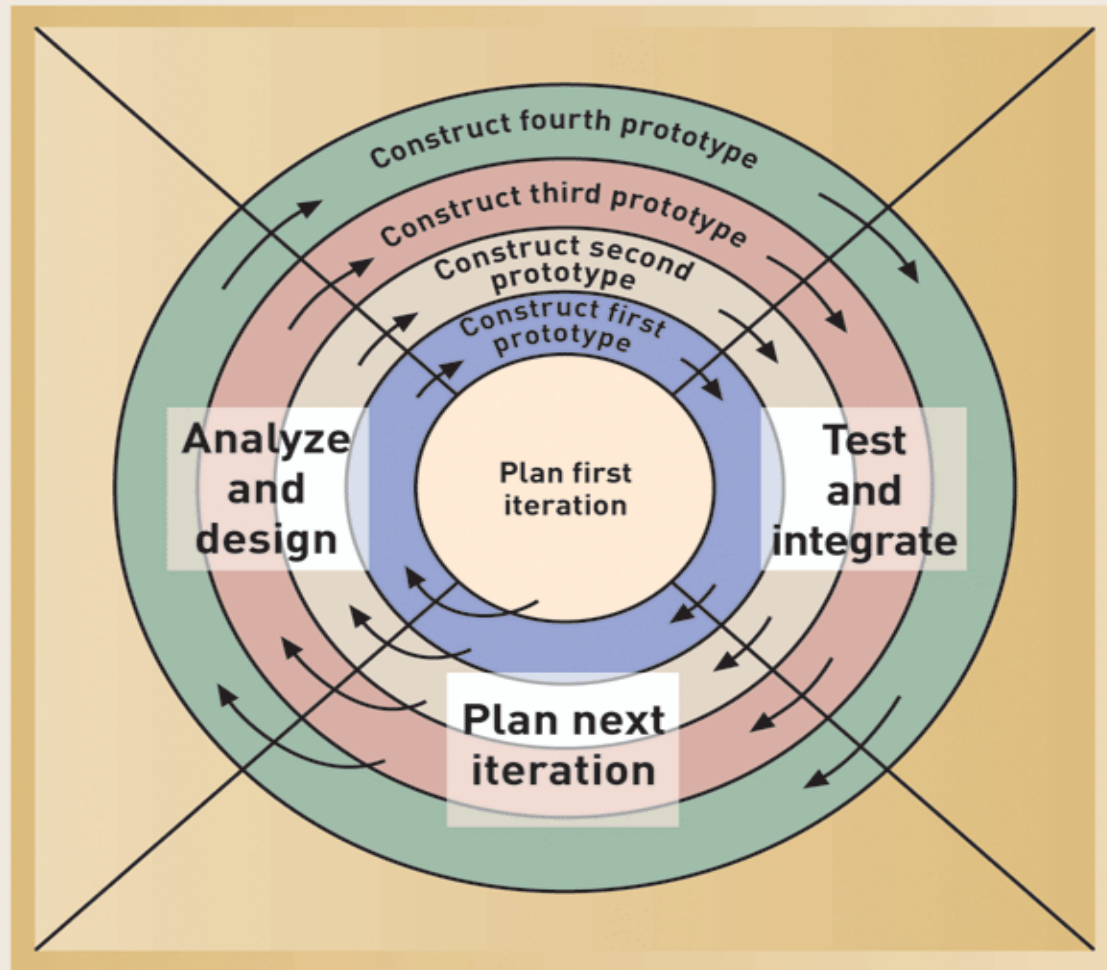 Construct fourth prototype
Construct third prototype
Construct second
prototype
Construct first
prototype
Plan first
iteration
Analyze
and
design
Test
and
integrate
Plan next
iteration